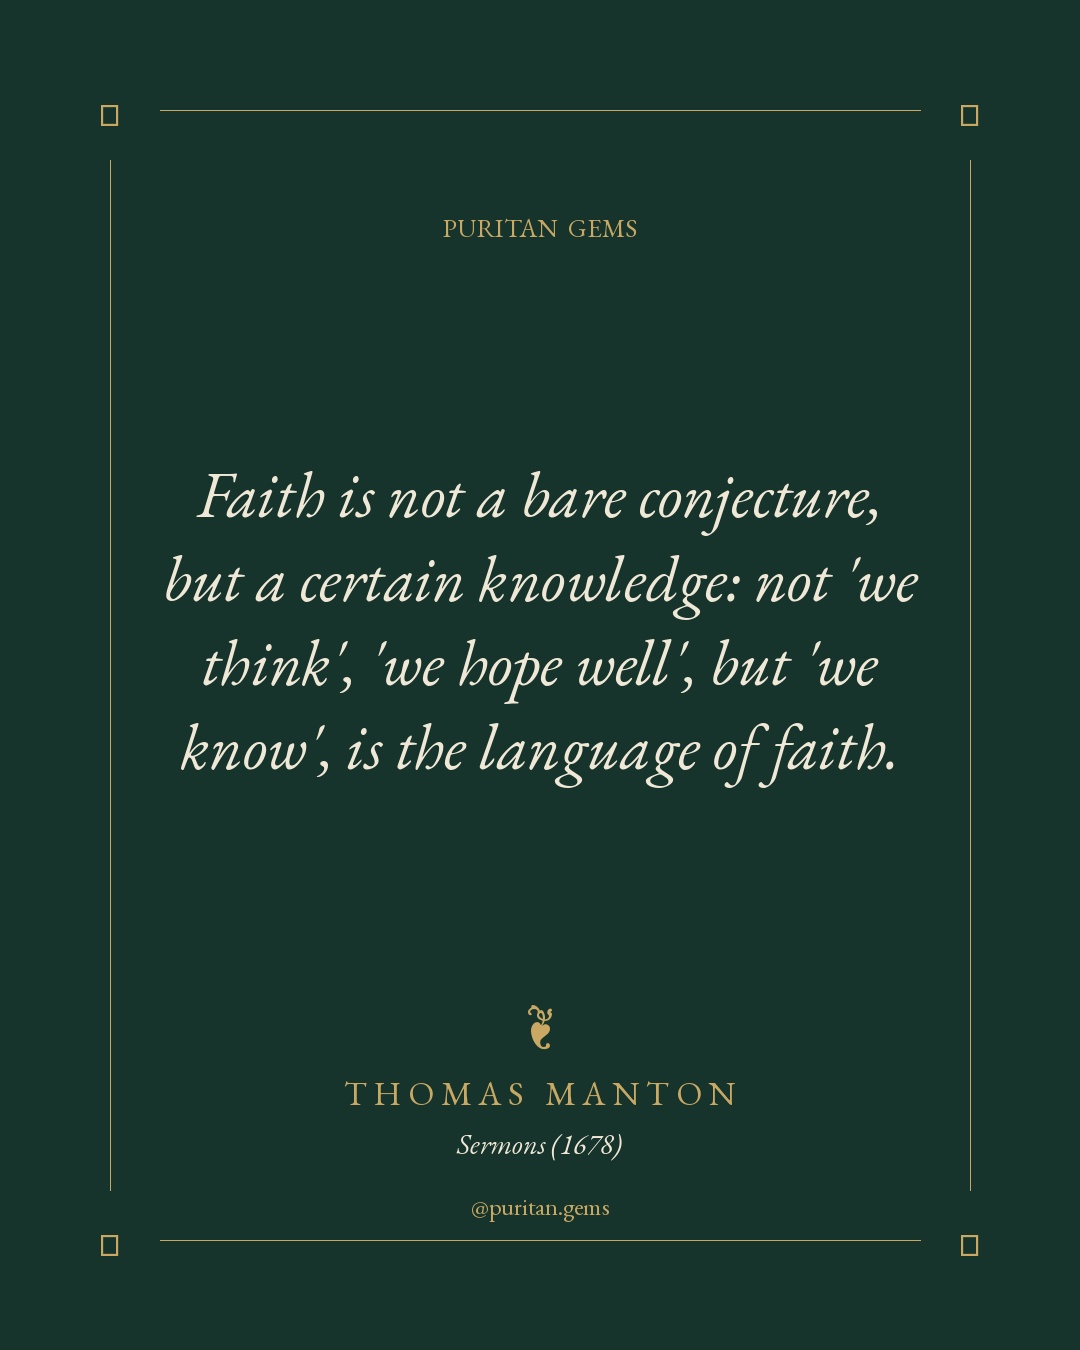 PURITAN GEMS
Faith is not a bare conjecture,
but a certain knowledge: not 'we
think', 'we hope well', but 'we
know', is the language of faith.
❦
THOMAS MANTON
Sermons (1678)
@puritan.gems